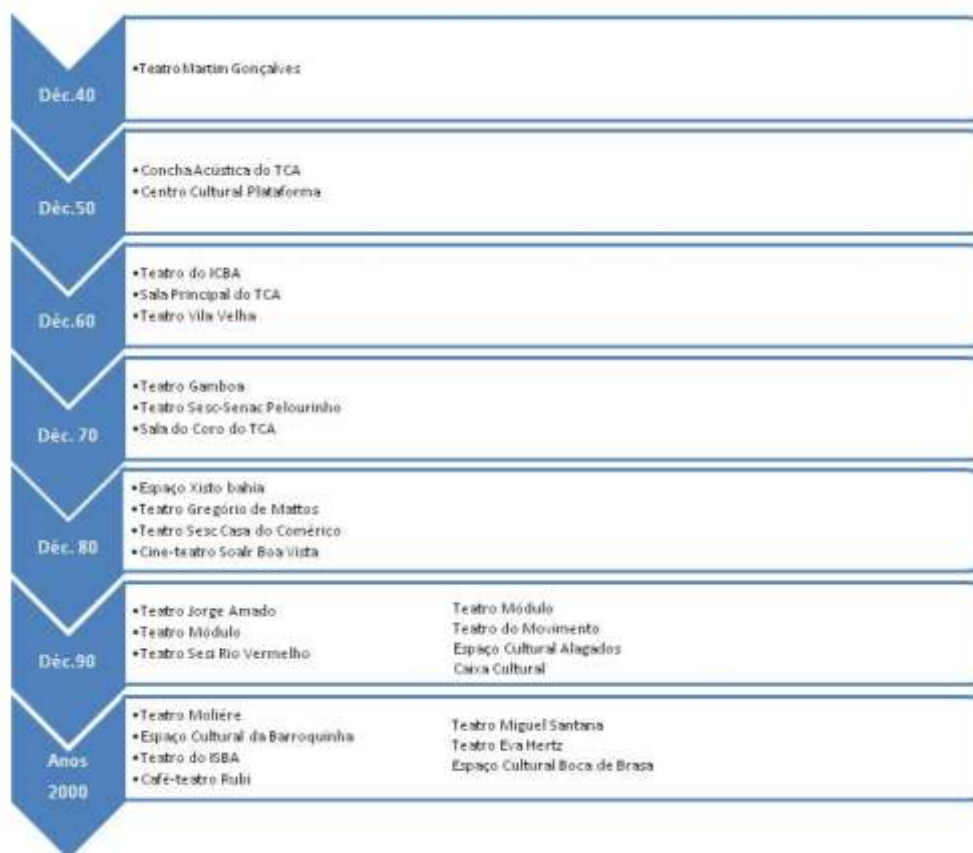 Déc.40
•Teatro Martim Gonçalves
Déc.50
•Concha Acústica do TCA
•Centro Cultural Plataforma
Déc.60
•Teatro do ICBA
•Sala Principal do TCA
•Teatro Vila Velha
Déc. 70
•Teatro Gamboa
•Teatro Sesc-Senac Pelourinho
•Sala do Coro do TCA
Déc. 80
•Espaço Xisto bahia
•Teatro Gregório de Mattos
•Teatro Sesc Casa do Comérico
•Cine-teatro Soalr Boa Vista
Déc.90
•Teatro Jorge Amado
•Teatro Módulo
•Teatro Sesi Rio Vermelho
Teatro Módulo
Teatro do Movimento
Espaço Cultural Alagados
Caixa Cultural
Anos
2000
•Teatro Moliére
•Espaço Cultural da Barroquinha
•Teatro do ISBA
•Café-teatro Rubi
Teatro Miguel Santana
Teatro Eva Hertz
Espaço Cultural Boca de Brasa